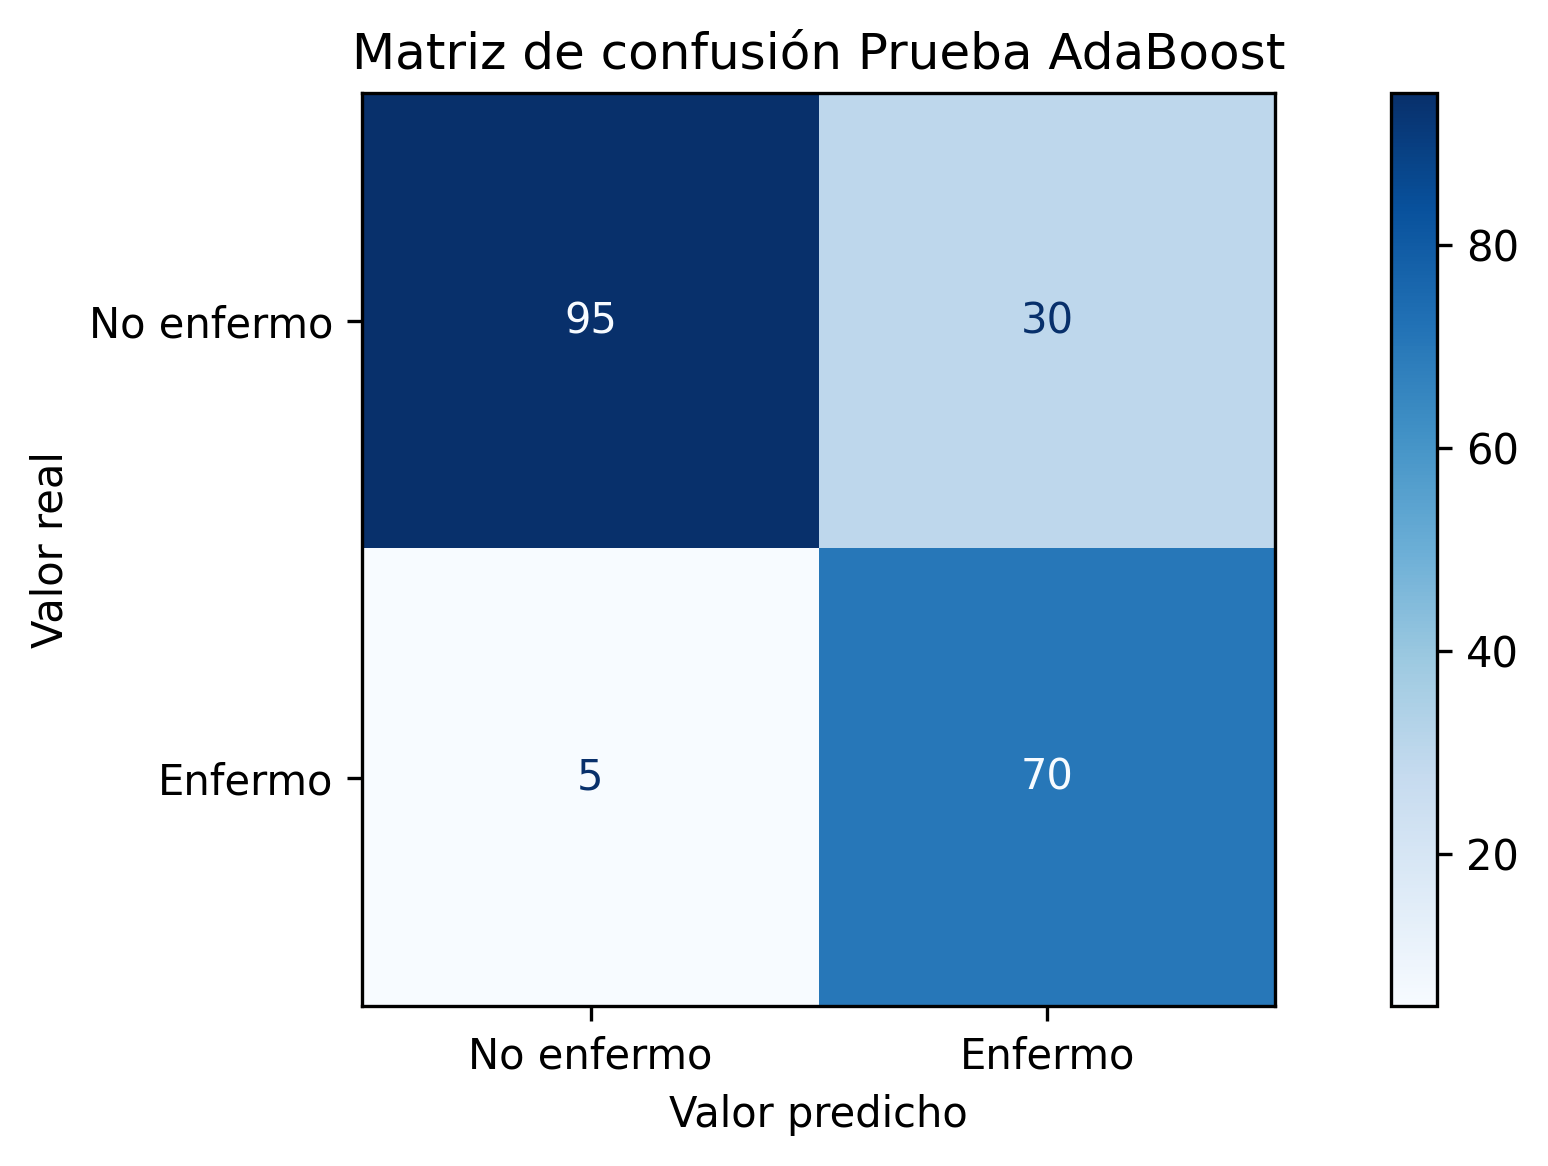 Matriz de confusión Prueba AdaBoost
No enfermo
95
30
Enfermo
5
70
Valor real
No enfermo
Enfermo
Valor predicho
80
60
40
20